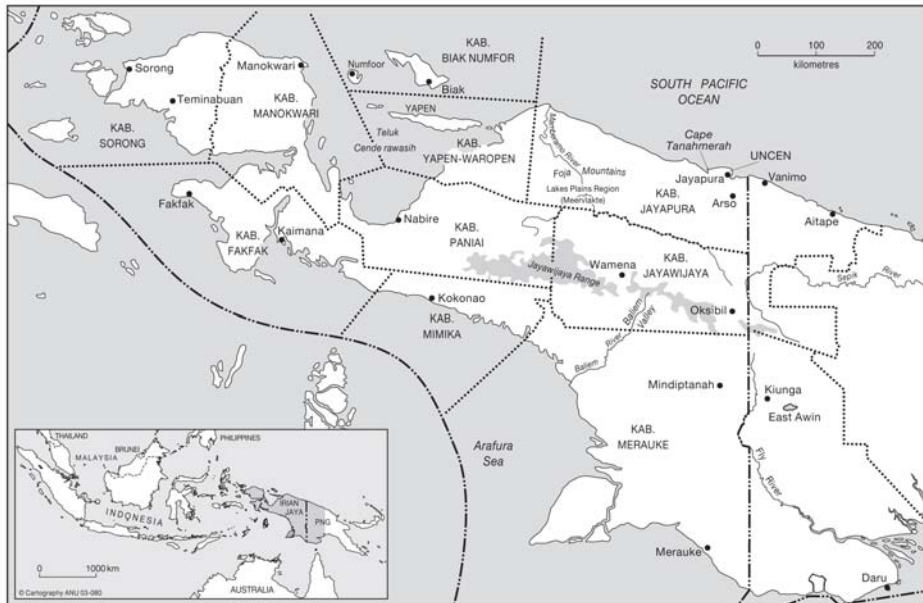 KAB.
BIAK NUMFOR
0 100 200
kilometres
Sorong
Manokwari
Numfoor
Biak
SOUTH PACIFIC
OCEAN
Teminabuan
KAB.
MANOKWARI
YAPEN
Mamberamo River
Cape
Tanahmerah
UNCEN
KAB.
SORONG
Teluk
Cenderawasih
KAB.
YAPEN-WAROPEN
Foja Mountains
Jayapura
Vanimo
Lakes Plains Region
(Meervlakte)
KAB.
JAYAPURA
Arso
Fakfak
Nabire
Aitape
KAB.
FAKFAK
Kaimana
KAB.
PANIAI
Wamena
KAB.
JAYAWIJAYA
Jayawijaya Range
Sepik River
Kokonao
KAB.
MIMIKA
Baliem
Valley
Oksibil
Baliem River
Mindiptanah
Kiunga
East Awin
KAB.
MERAUKE
Arafura
Sea
Fly
River
Merauke
Daru
THAILAND
PHILIPPINES
MALAYSIA
BRUNEI
INDONESIA
IRIAN
JAYA
PNG
0 1000 km
AUSTRALIA
© Cartography ANU 03-080